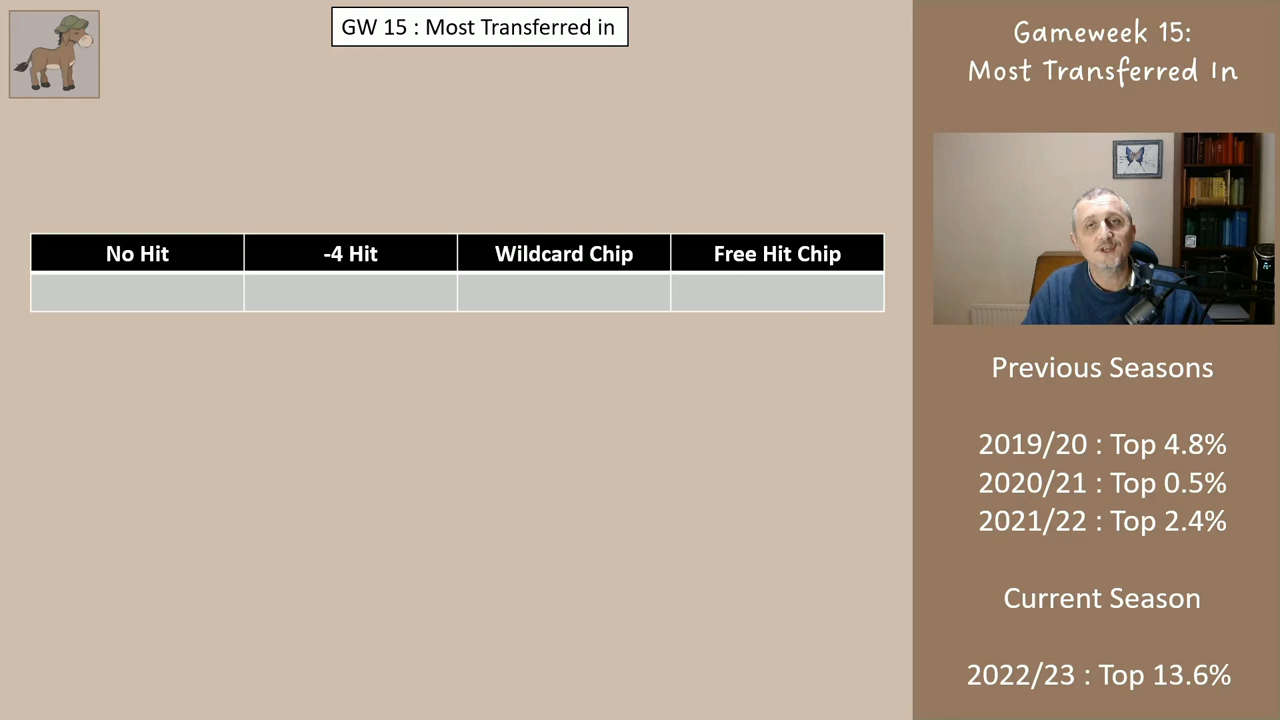 GW 15 : Most Transferred in
No Hit
-4 Hit
Wildcard Chip
Free Hit Chip
Gameweek 15:
Most Transferred In
Previous Seasons
2019/20 : Top 4.8%
2020/21 : Top 0.5%
2021/22 : Top 2.4%
Current Season
2022/23 : Top 13.6%